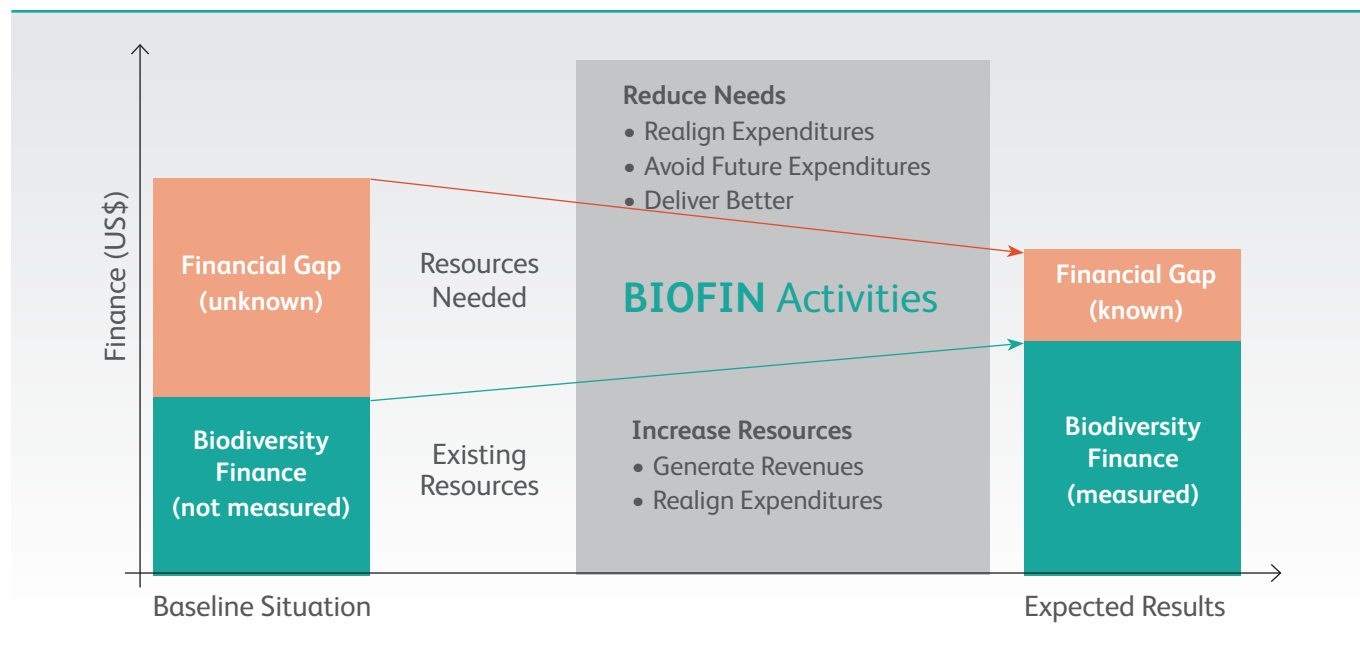 Finance (US$)
Financial Gap
(unknown)
Biodiversity
Finance
(not measured)
Resources
Needed
Existing
Resources
Reduce Needs
• Realign Expenditures
• Avoid Future Expenditures
• Deliver Better
BIOFIN Activities
Increase Resources
• Generate Revenues
• Realign Expenditures
Financial Gap
(known)
Biodiversity
Finance
(measured)
Baseline Situation
Expected Results